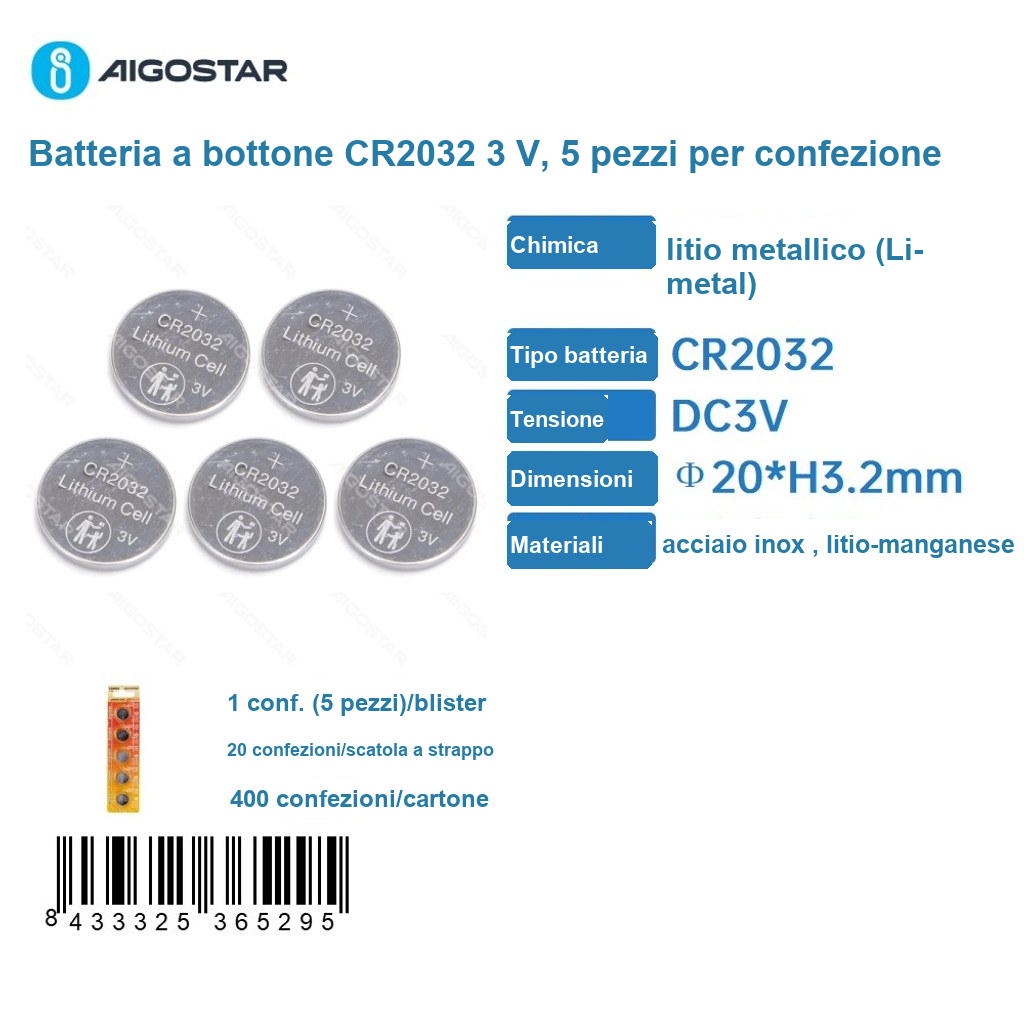 AIGOSTAR
Batteria a bottone CR2032 3 V, 5 pezzi per confezione
Chimica
litio metallico (Li-
metal)
Tipo batteria
CR2032
Tensione
DC3V
Dimensioni
Φ20*H3.2mm
Materiali
acciaio inox , litio-manganese
+
CR2032
Lithium Cell
3V
+
CR2032
Lithium Cell
3V
+
CR2032
Lithium Cell
3V
+
CR2032
Lithium Cell
3V
+
CR2032
Lithium Cell
3V
1 conf. (5 pezzi)/blister
20 confezioni/scatola a strappo
400 confezioni/cartone
8 433325 365295